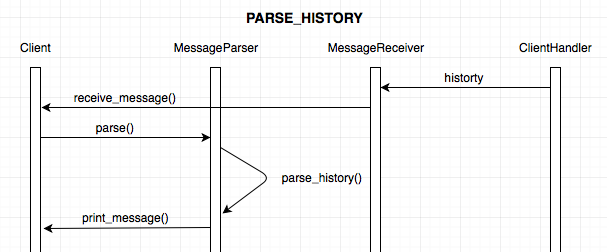 PARSE_HISTORY
Client
MessageParser
MessageReceiver
ClientHandler
historty
receive_message()
parse()
parse_history()
print_message()